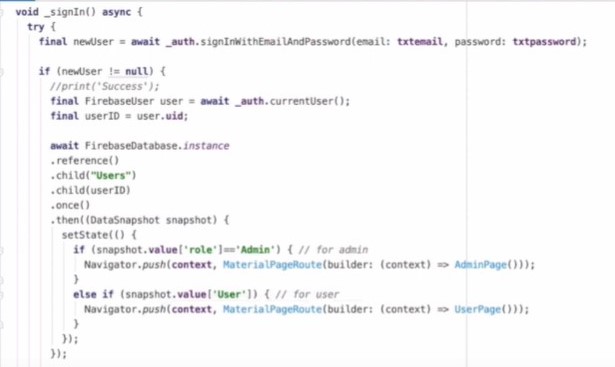 void _signIn() async {
try {
final newUser = await _auth.signInWithEmailAndPassword(email: txtemail, password: txtpassword);
if (newUser != null) {
//print('Success');
final FirebaseUser user = await _auth.currentUser();
final userID = user.uid;
await FirebaseDatabase.instance
.reference()
.child("Users")
.child(userID)
.once()
.then((DataSnapshot snapshot) {
setState(() {
if (snapshot.value['role']=='Admin') { // for admin
Navigator.push(context, MaterialPageRoute(builder: (context) => AdminPage()));
}
else if (snapshot.value['User']) { // for user
Navigator.push(context, MaterialPageRoute(builder: (context) => UserPage()));
}
});
});